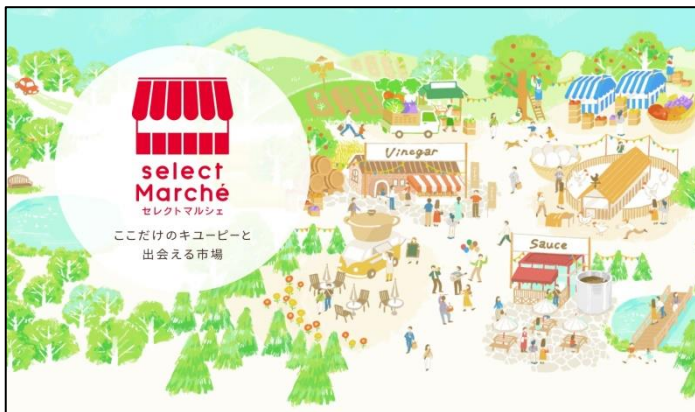 select
Marché
セレクトマルシェ
ここだけのキユーピーと
出会える市場
Vinegar
Sauce